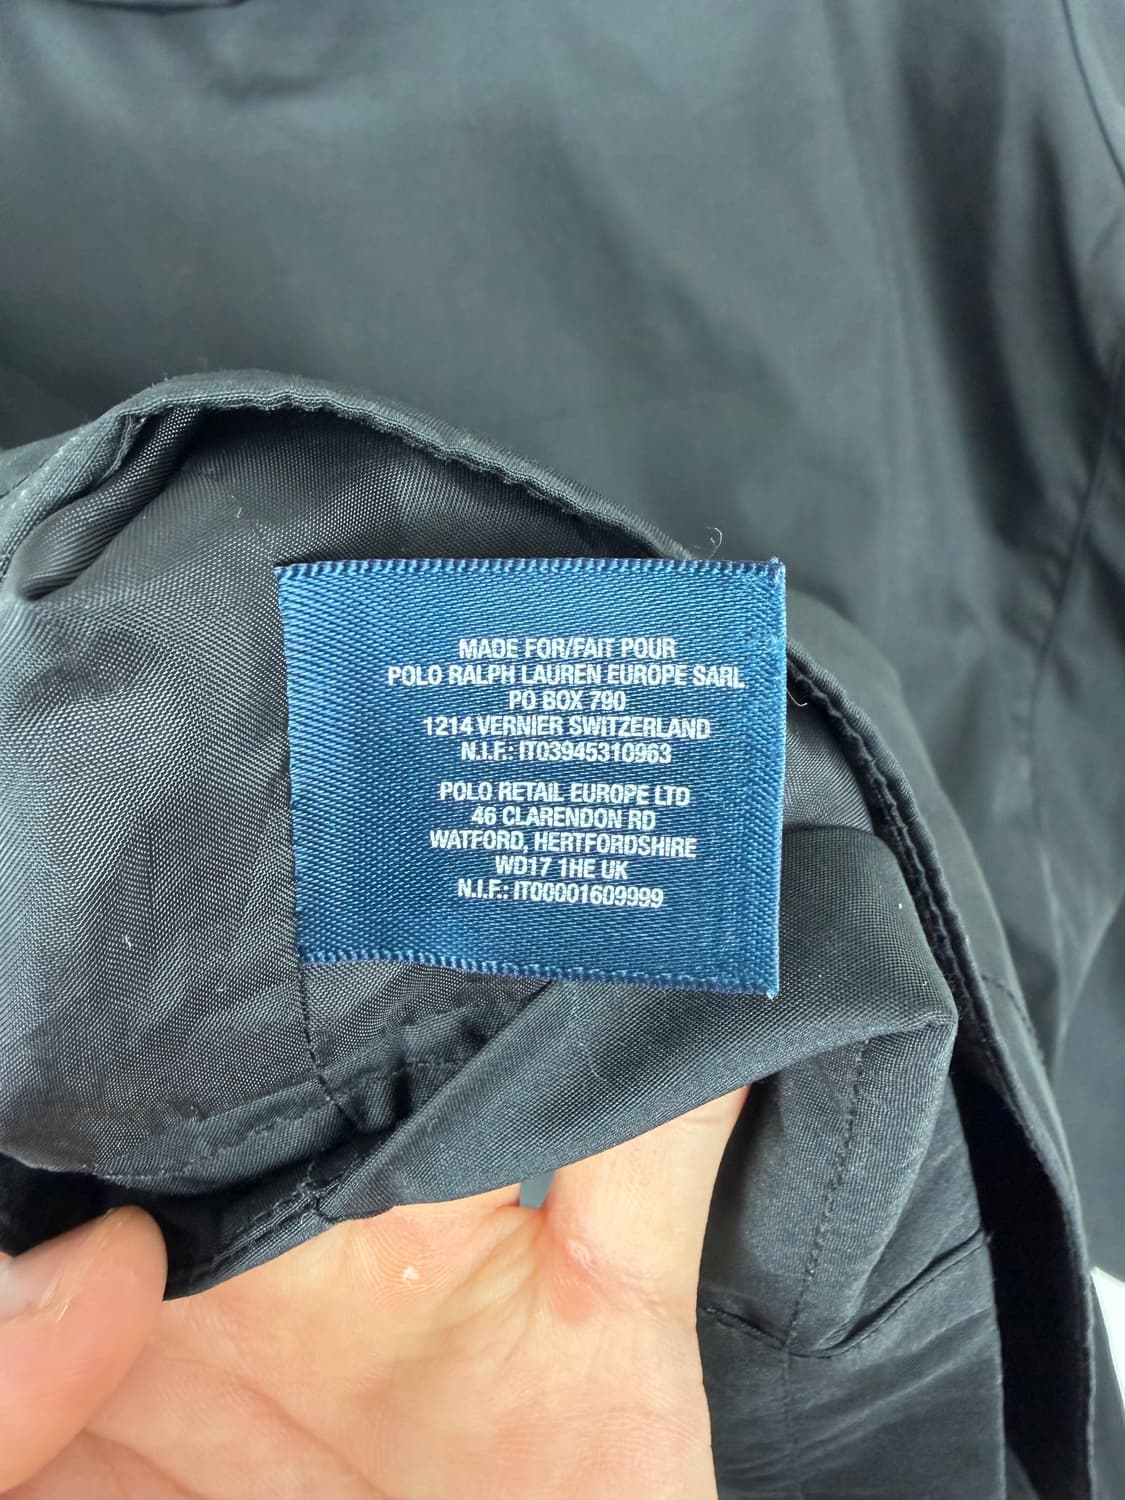 MADE FOR/FAIT POUR
POLO RALPH LAUREN EUROPE SARL
PO BOX 790
1214 VERNIER SWITZERLAND
N.I.F.: IT03945310963
POLO RETAIL EUROPE LTD
46 CLARENDON RD
WATFORD, HERTFORDSHIRE
WD17 1HE UK
N.I.F.: IT00001609999